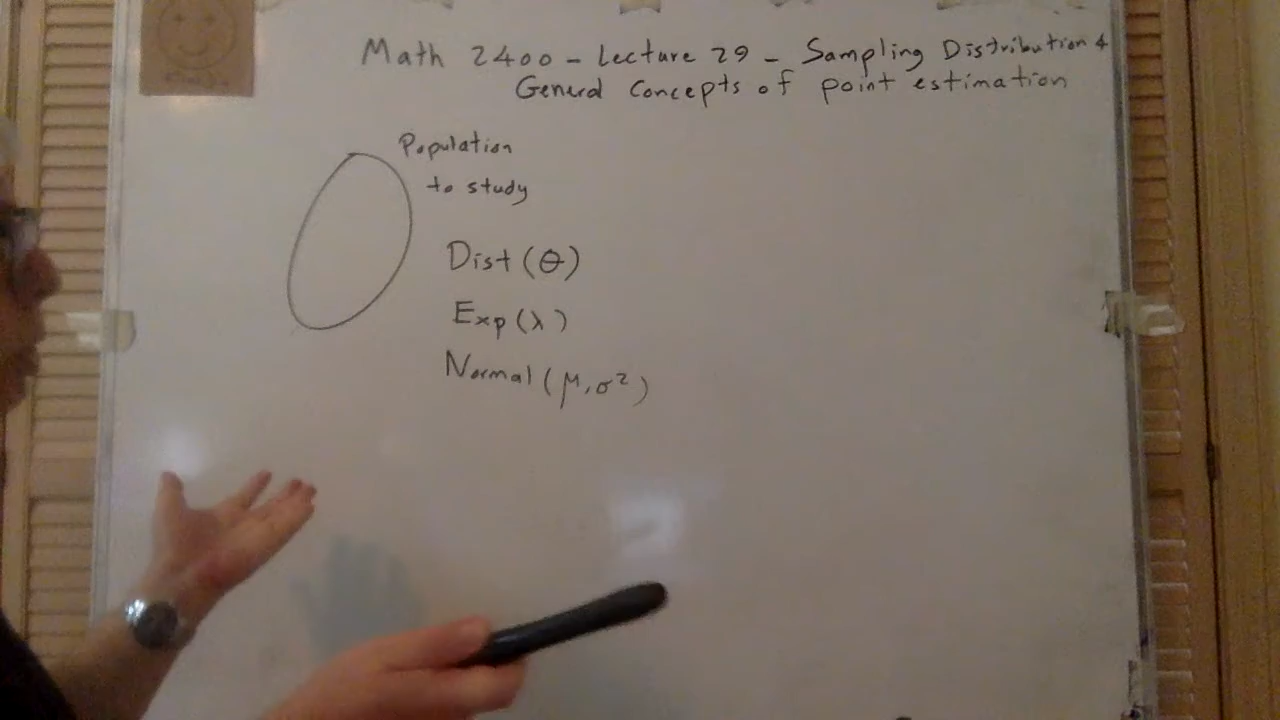 Math 2400 - Lecture 29 - Sampling Distribution &
General Concepts of point estimation
Population
to study
Dist (θ)
Exp (λ)
Normal (μ, σ²)